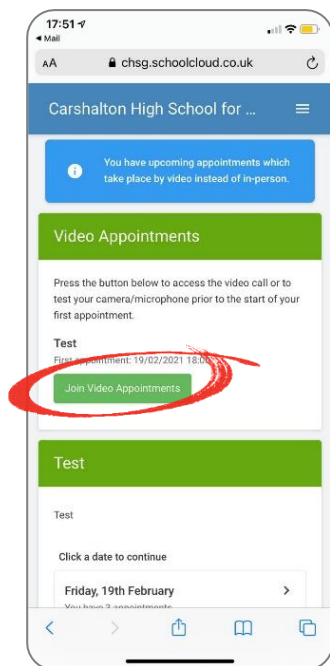 17:51
Mail
AA chsg.schoolcloud.co.uk
Carshalton High School for ...
You have upcoming appointments which
take place by video instead of in-person.
Video Appointments
Press the button below to access the video call or to
test your camera/microphone prior to the start of your
first appointment.
Test
First appointment: 19/02/2021 18:00
Join Video Appointments
Test
Test
Click a date to continue
Friday, 19th February
You have 3 appointments